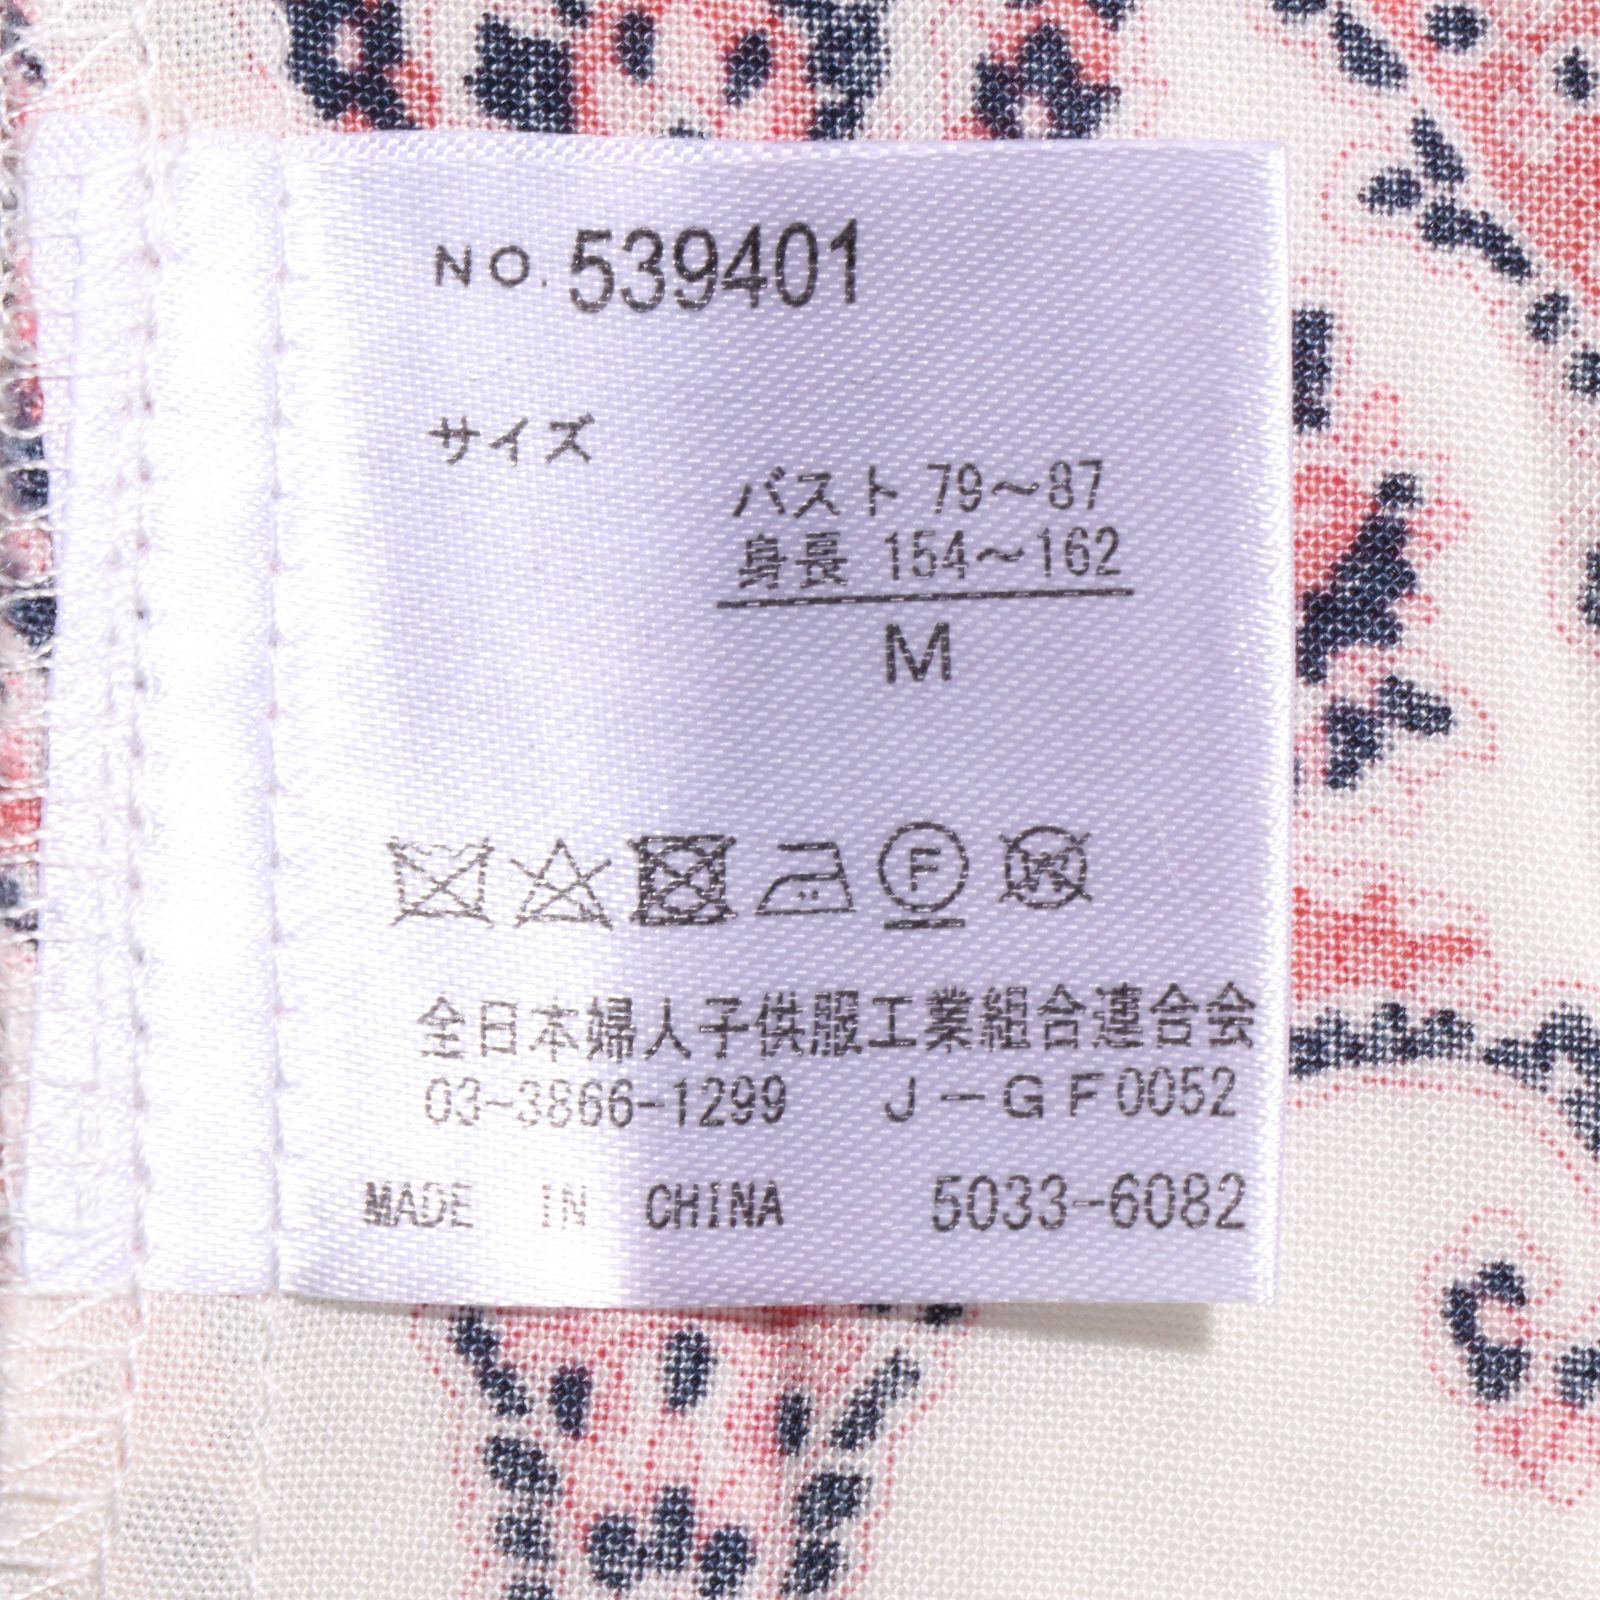 NO. 539401
サイズ
バスト 79～87
身長 154～162
M
F
W
全日本婦人子供服工業組合連合会
03-3866-1299 J-GF0052
MADE IN CHINA 5033-6082